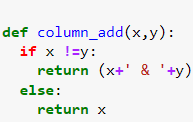 def column_add(x,y):
  if x !=y:
    return (x+' & '+y)
  else:
    return x